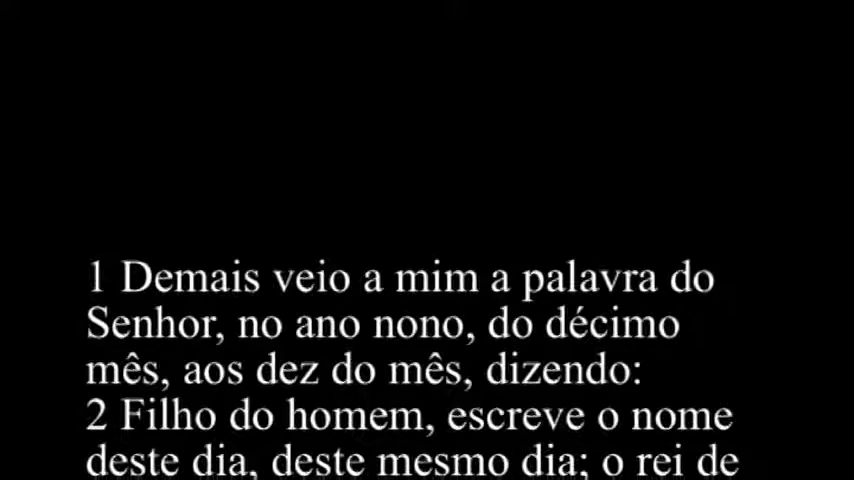 1 Demais veio a mim a palavra do
Senhor, no ano nono, do décimo
mês, aos dez do mês, dizendo:
2 Filho do homem, escreve o nome
deste dia, deste mesmo dia; o rei de